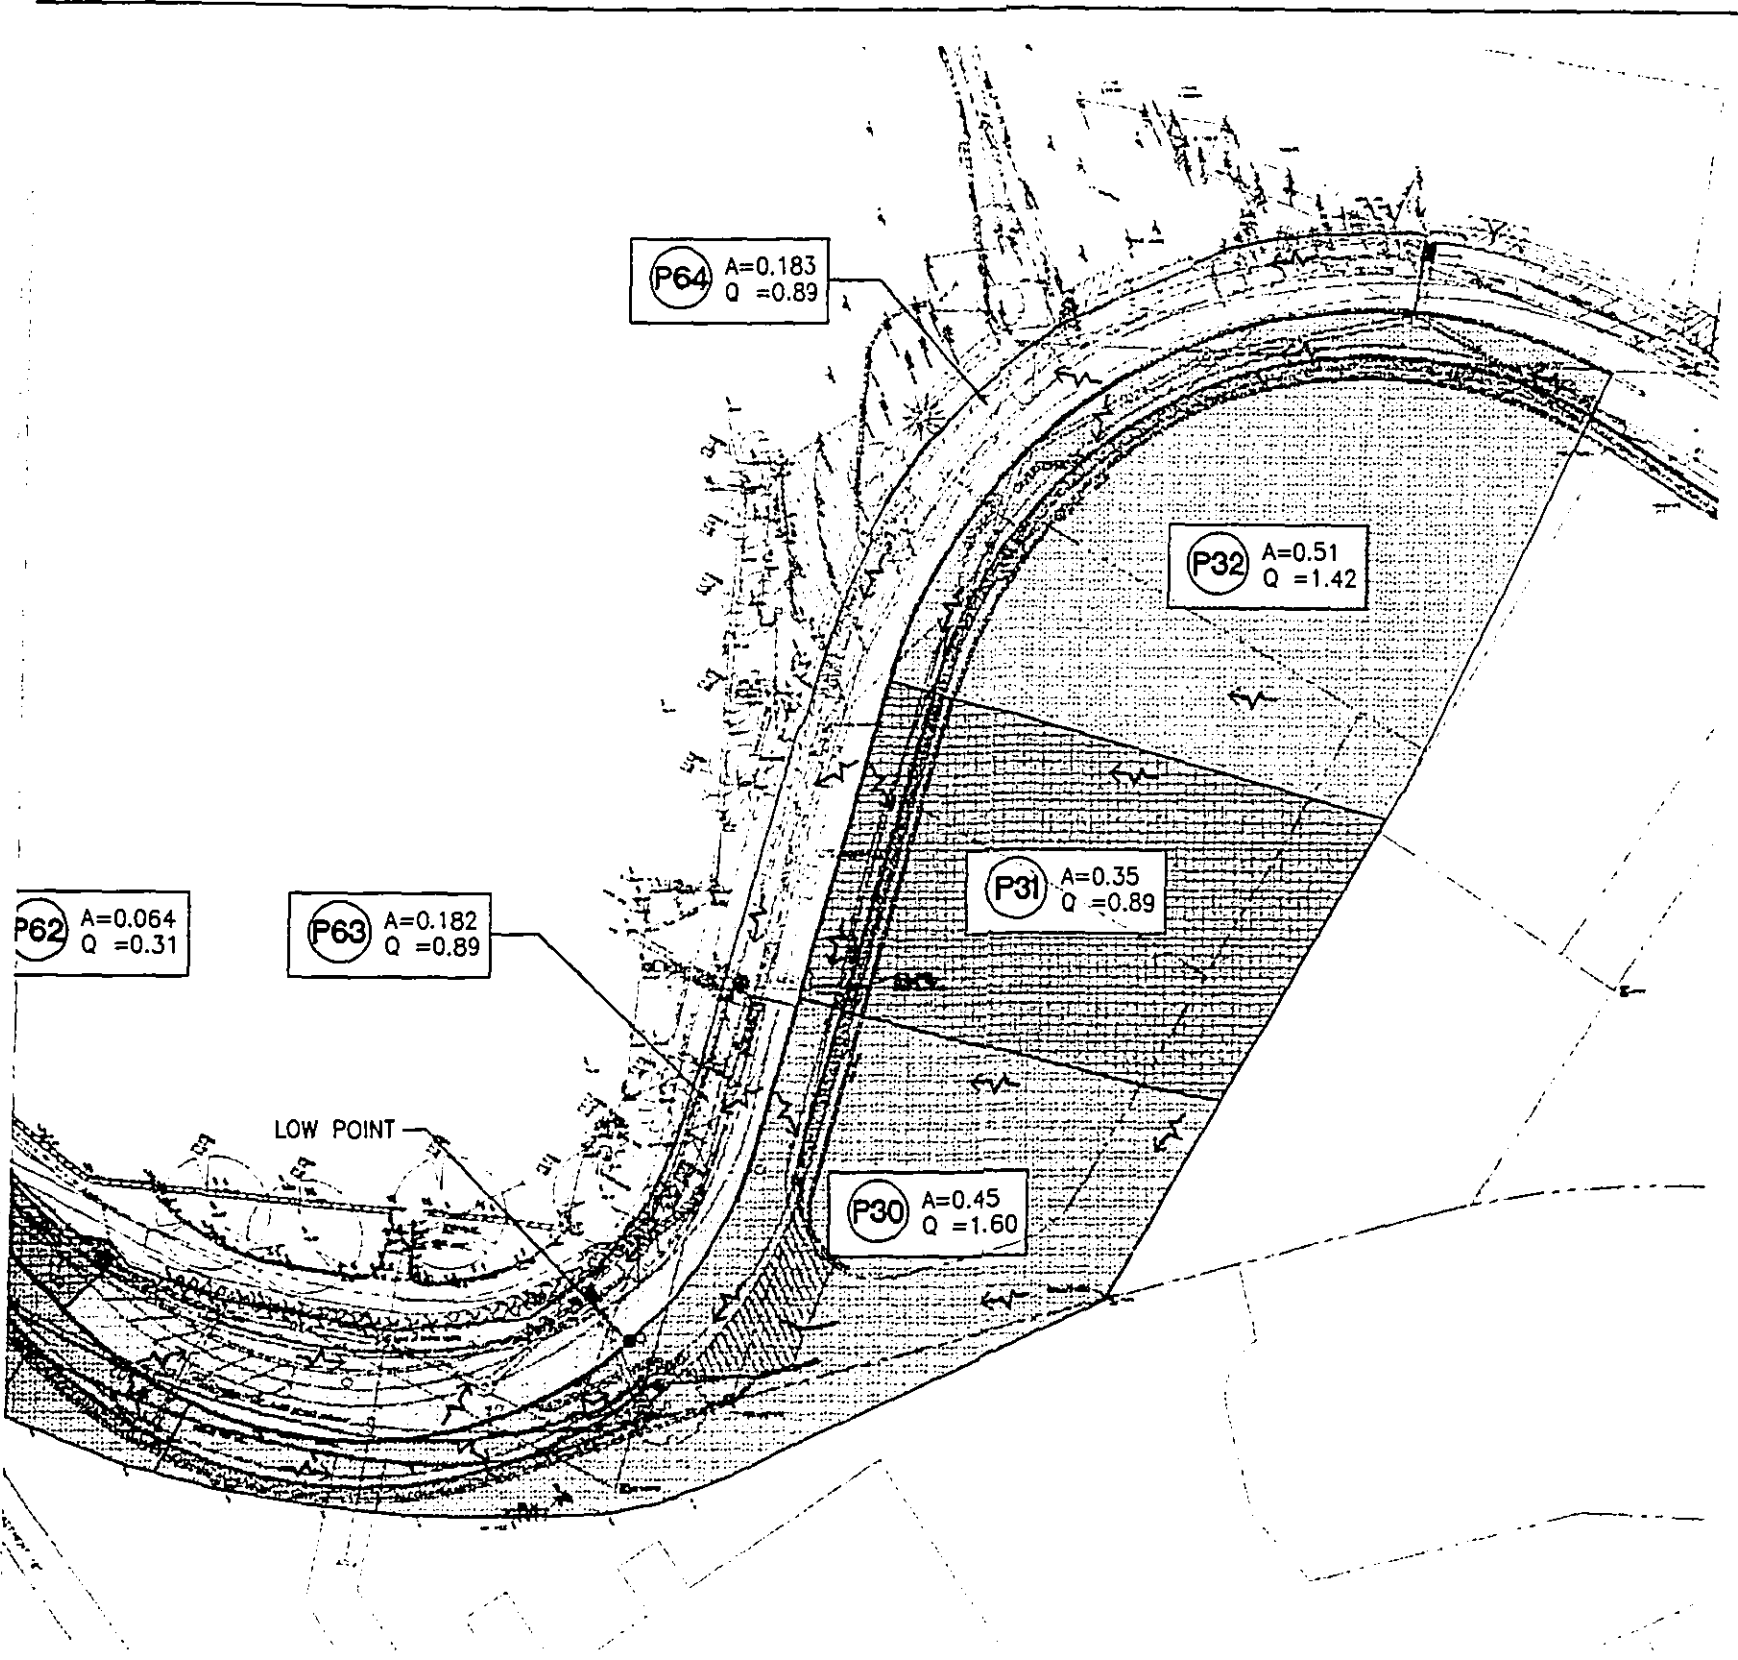 P64 A=0.183
Q =0.89
P32 A=0.51
Q =1.42
P31 A=0.35
Q =0.89
P62 A=0.064
Q =0.31
P63 A=0.182
Q =0.89
LOW POINT
P30 A=0.45
Q =1.60